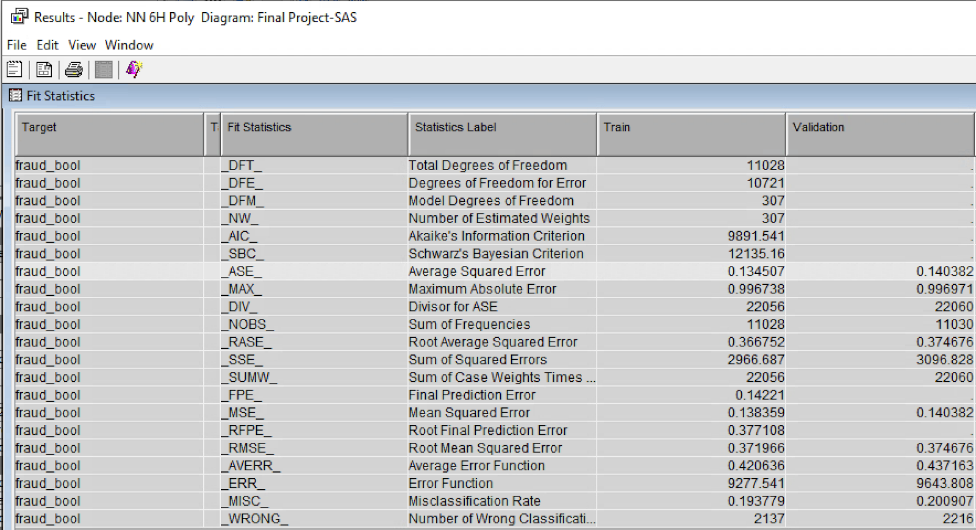 Results - Node: NN 6H Poly Diagram: Final Project-SAS
File Edit View Window
Fit Statistics
Target T Fit Statistics Statistics Label Train Validation
fraud_bool _DFT_ Total Degrees of Freedom 11028 .
fraud_bool _DFE_ Degrees of Freedom for Error 10721 .
fraud_bool _DFM_ Model Degrees of Freedom 307 .
fraud_bool _NW_ Number of Estimated Weights 307 .
fraud_bool _AIC_ Akaike's Information Criterion 9891.541 .
fraud_bool _SBC_ Schwarz's Bayesian Criterion 12135.16 .
fraud_bool _ASE_ Average Squared Error 0.134507 0.140382
fraud_bool _MAX_ Maximum Absolute Error 0.996738 0.996971
fraud_bool _DIV_ Divisor for ASE 22056 22060
fraud_bool _NOBS_ Sum of Frequencies 11028 11030
fraud_bool _RASE_ Root Average Squared Error 0.366752 0.374676
fraud_bool _SSE_ Sum of Squared Errors 2966.687 3096.828
fraud_bool _SUMW_ Sum of Case Weights Times ... 22056 22060
fraud_bool _FPE_ Final Prediction Error 0.14221 .
fraud_bool _MSE_ Mean Squared Error 0.138359 0.140382
fraud_bool _RFPE_ Root Final Prediction Error 0.377108 .
fraud_bool _RMSE_ Root Mean Squared Error 0.371966 0.374676
fraud_bool _AVERR_ Average Error Function 0.420636 0.437163
fraud_bool _ERR_ Error Function 9277.541 9643.808
fraud_bool _MISC_ Misclassification Rate 0.193779 0.200907
fraud_bool _WRONG_ Number of Wrong Classificati... 2137 2216